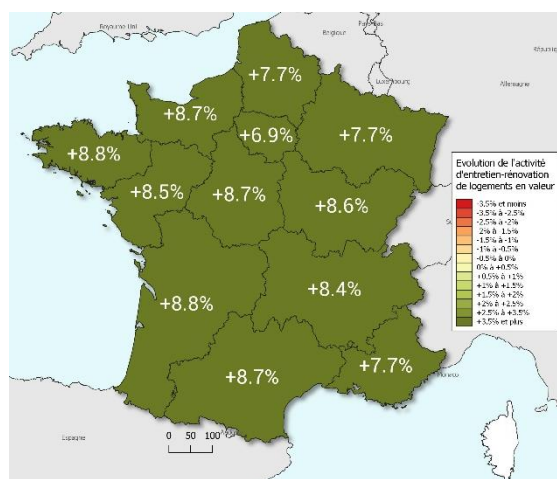 Royaume Uni
Pays-Bas
Belgique
Luxembourg
Allemagne
+7.7%
+8.7%
+6.9%
+7.7%
+8.8%
+8.5%
+8.7%
+8.6%
Evolution de l'activité
d'entretien-rénovation
de logements en valeur
-3.5% et moins
-3.5% à -2.5%
-2.5% à -2%
2% à -1.5%
-1.5% à -1%
-1% à -0.5%
-0.5% à 0%
0% à +0.5%
+0.5% à +1%
+1% à +1.5%
+1.5% à +2%
+2% à +2.5%
+2.5% à +3.5%
+3.5% et plus
+8.8%
+8.4%
+8.7%
+7.7%
Monaco
Espagne
0 50 100